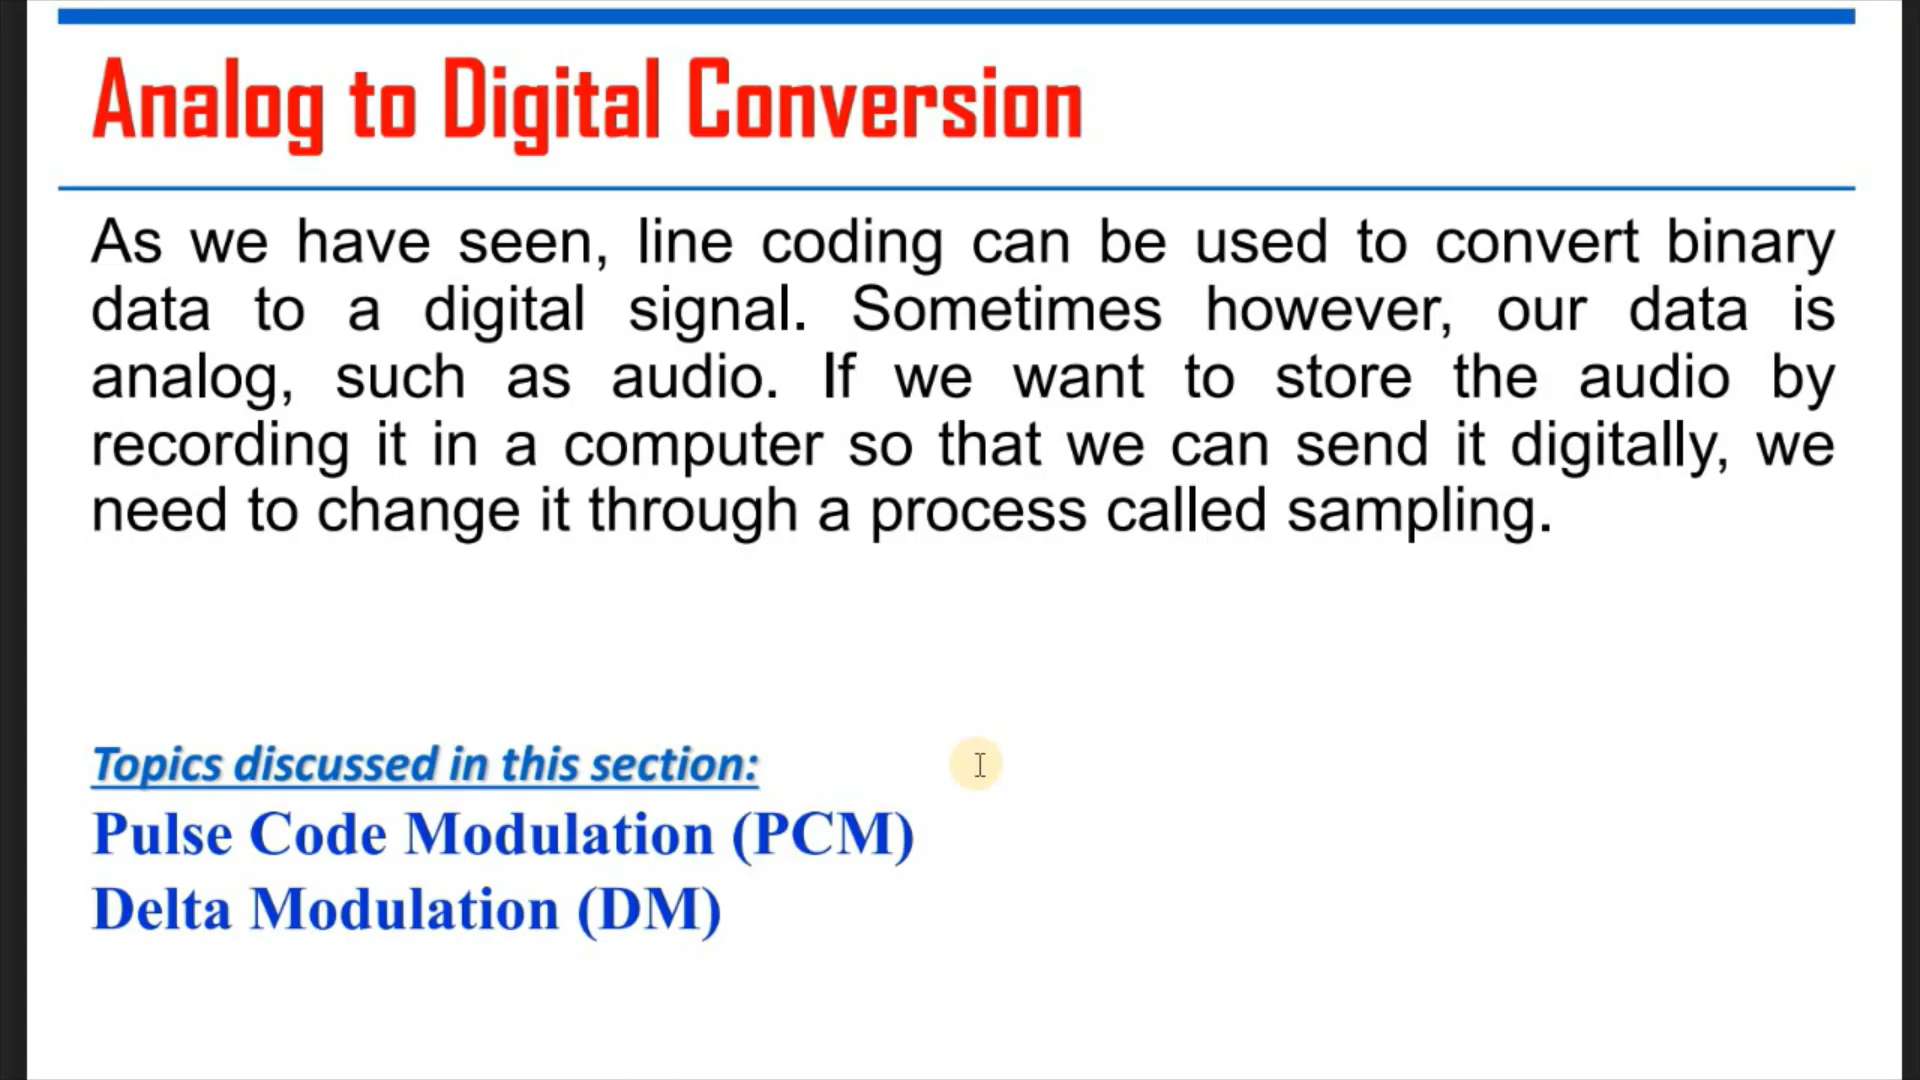 Analog to Digital Conversion
As we have seen, line coding can be used to convert binary
data to a digital signal. Sometimes however, our data is
analog, such as audio. If we want to store the audio by
recording it in a computer so that we can send it digitally, we
need to change it through a process called sampling.
Topics discussed in this section:
Pulse Code Modulation (PCM)
Delta Modulation (DM)